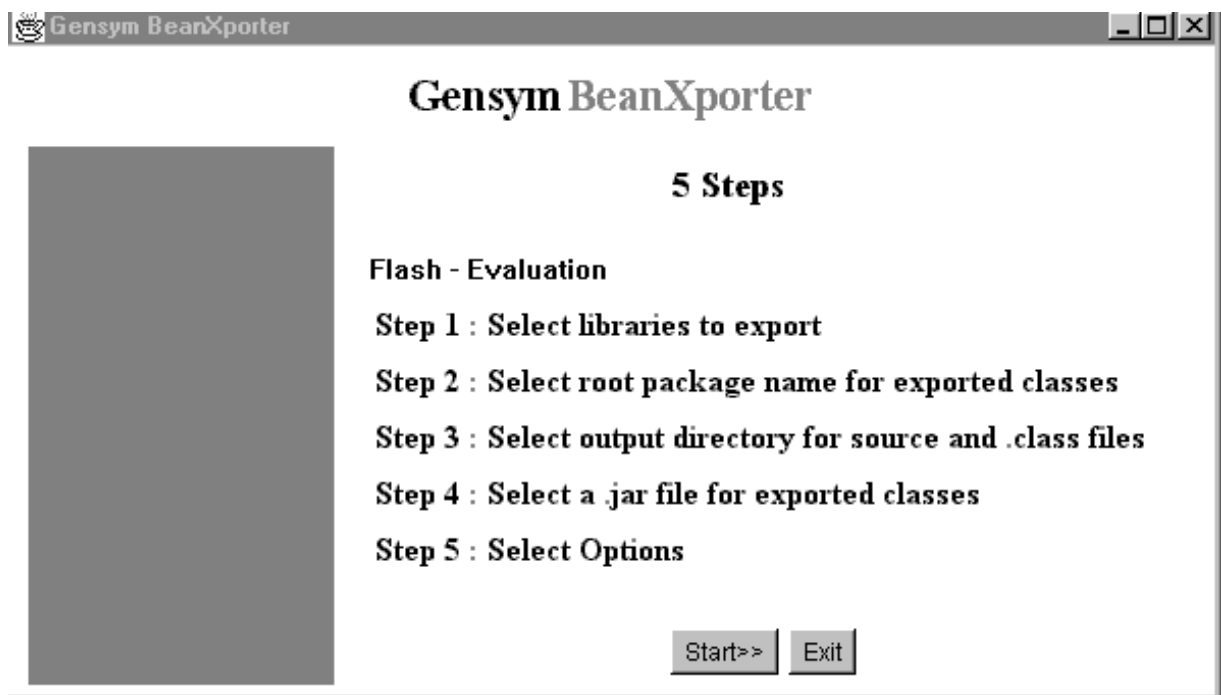 Gensym BeanXporter
Gensym BeanXporter
5 Steps
Flash - Evaluation
Step 1 : Select libraries to export
Step 2 : Select root package name for exported classes
Step 3 : Select output directory for source and .class files
Step 4 : Select a .jar file for exported classes
Step 5 : Select Options
Start>> Exit